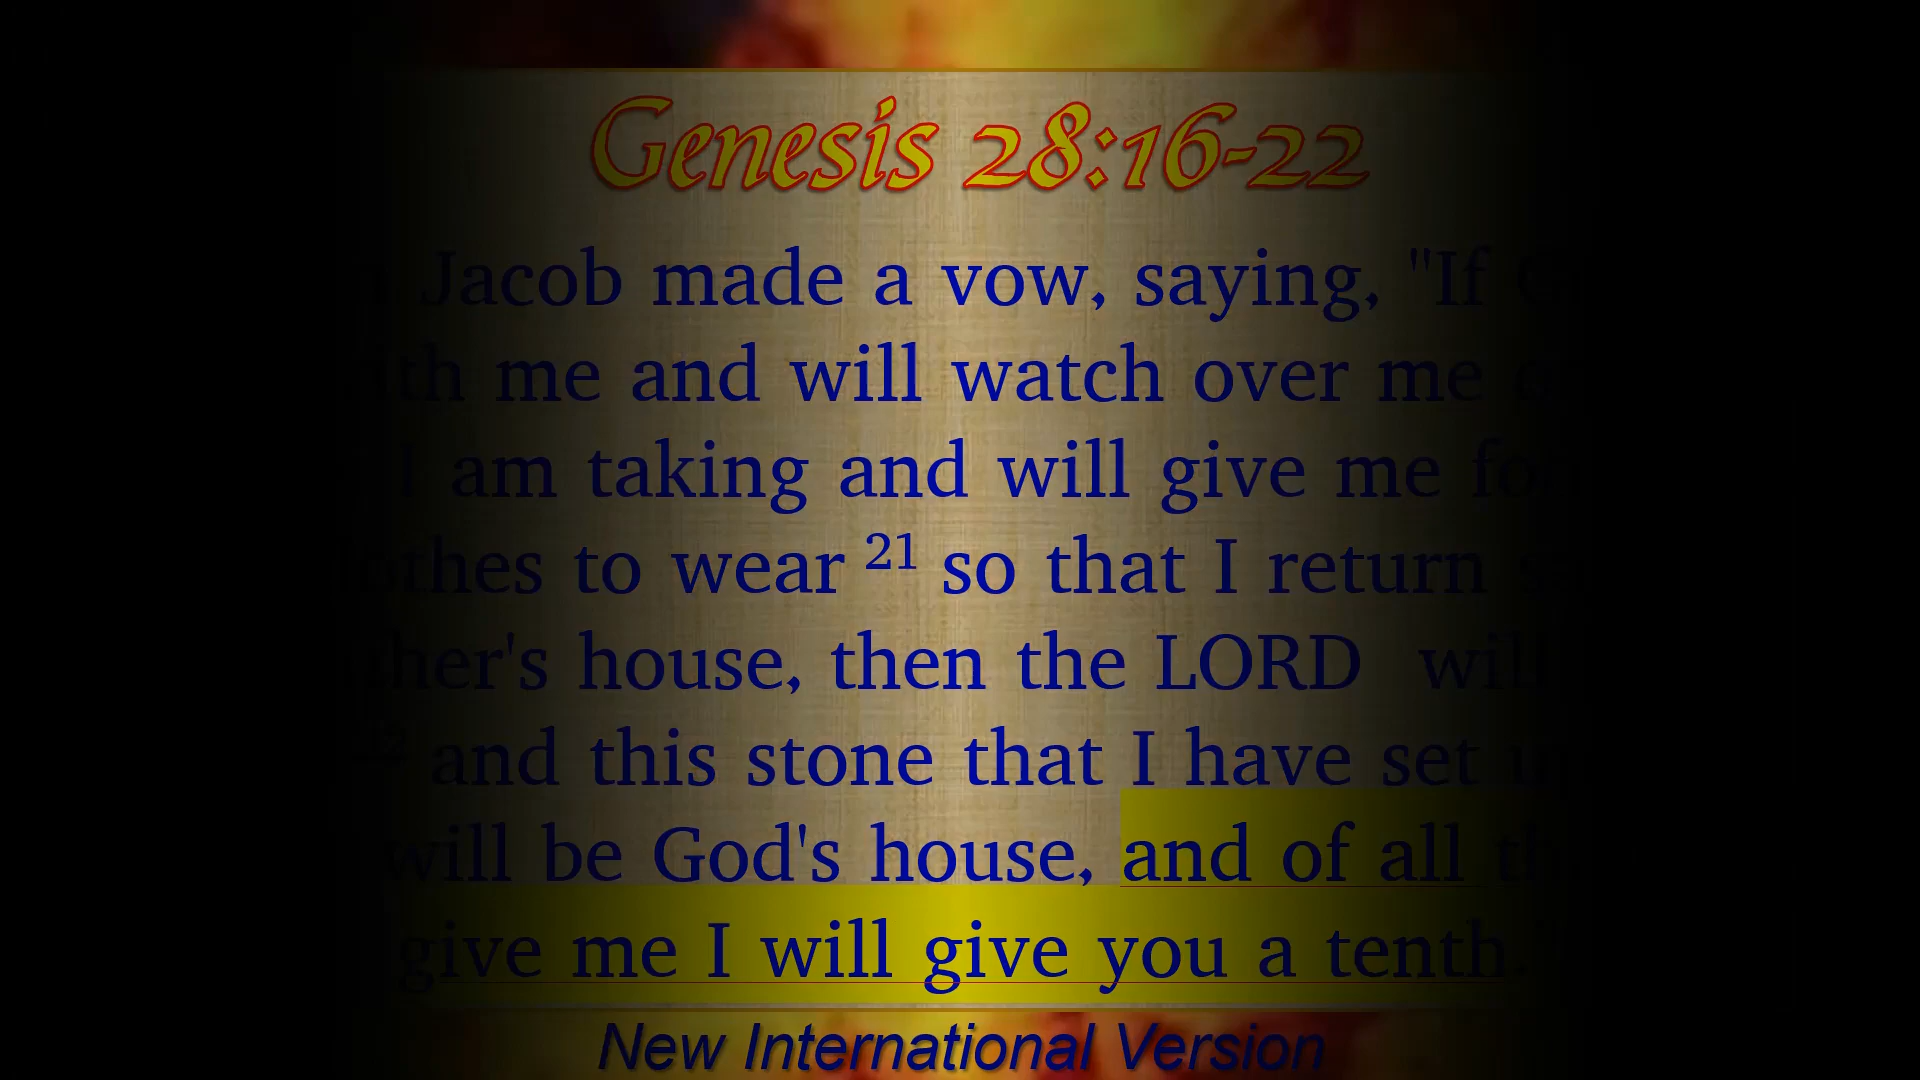 Genesis 28:16-22
Jacob made a vow, saying, "If
me and will watch over me
I am taking and will give me
to wear 21 so that I return
house, then the LORD will
and this stone that I have set
will be God's house, and of all
give me I will give you a tenth.
New International Version